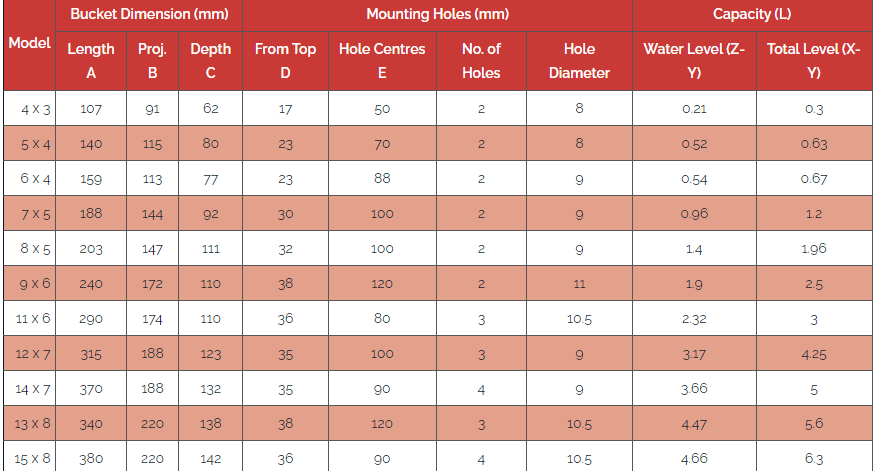 Bucket Dimension (mm) Mounting Holes (mm) Capacity (L)
Model Length A Proj. B Depth C From Top D Hole Centres E No. of Holes Hole Diameter Water Level (Z-Y) Total Level (X-Y)
4 x 3 107 91 62 17 50 2 8 0.21 0.3
5 x 4 140 115 80 23 70 2 8 0.52 0.63
6 x 4 159 113 77 23 88 2 9 0.54 0.67
7 x 5 188 144 92 30 100 2 9 0.96 1.2
8 x 5 203 147 111 32 100 2 9 1.4 1.96
9 x 6 240 172 110 38 120 2 11 1.9 2.5
11 x 6 290 174 110 36 80 3 10.5 2.32 3
12 x 7 315 188 123 35 100 3 9 3.17 4.25
14 x 7 370 188 132 35 90 4 9 3.66 5
13 x 8 340 220 138 38 120 3 10.5 4.47 5.6
15 x 8 380 220 142 36 90 4 10.5 4.66 6.3